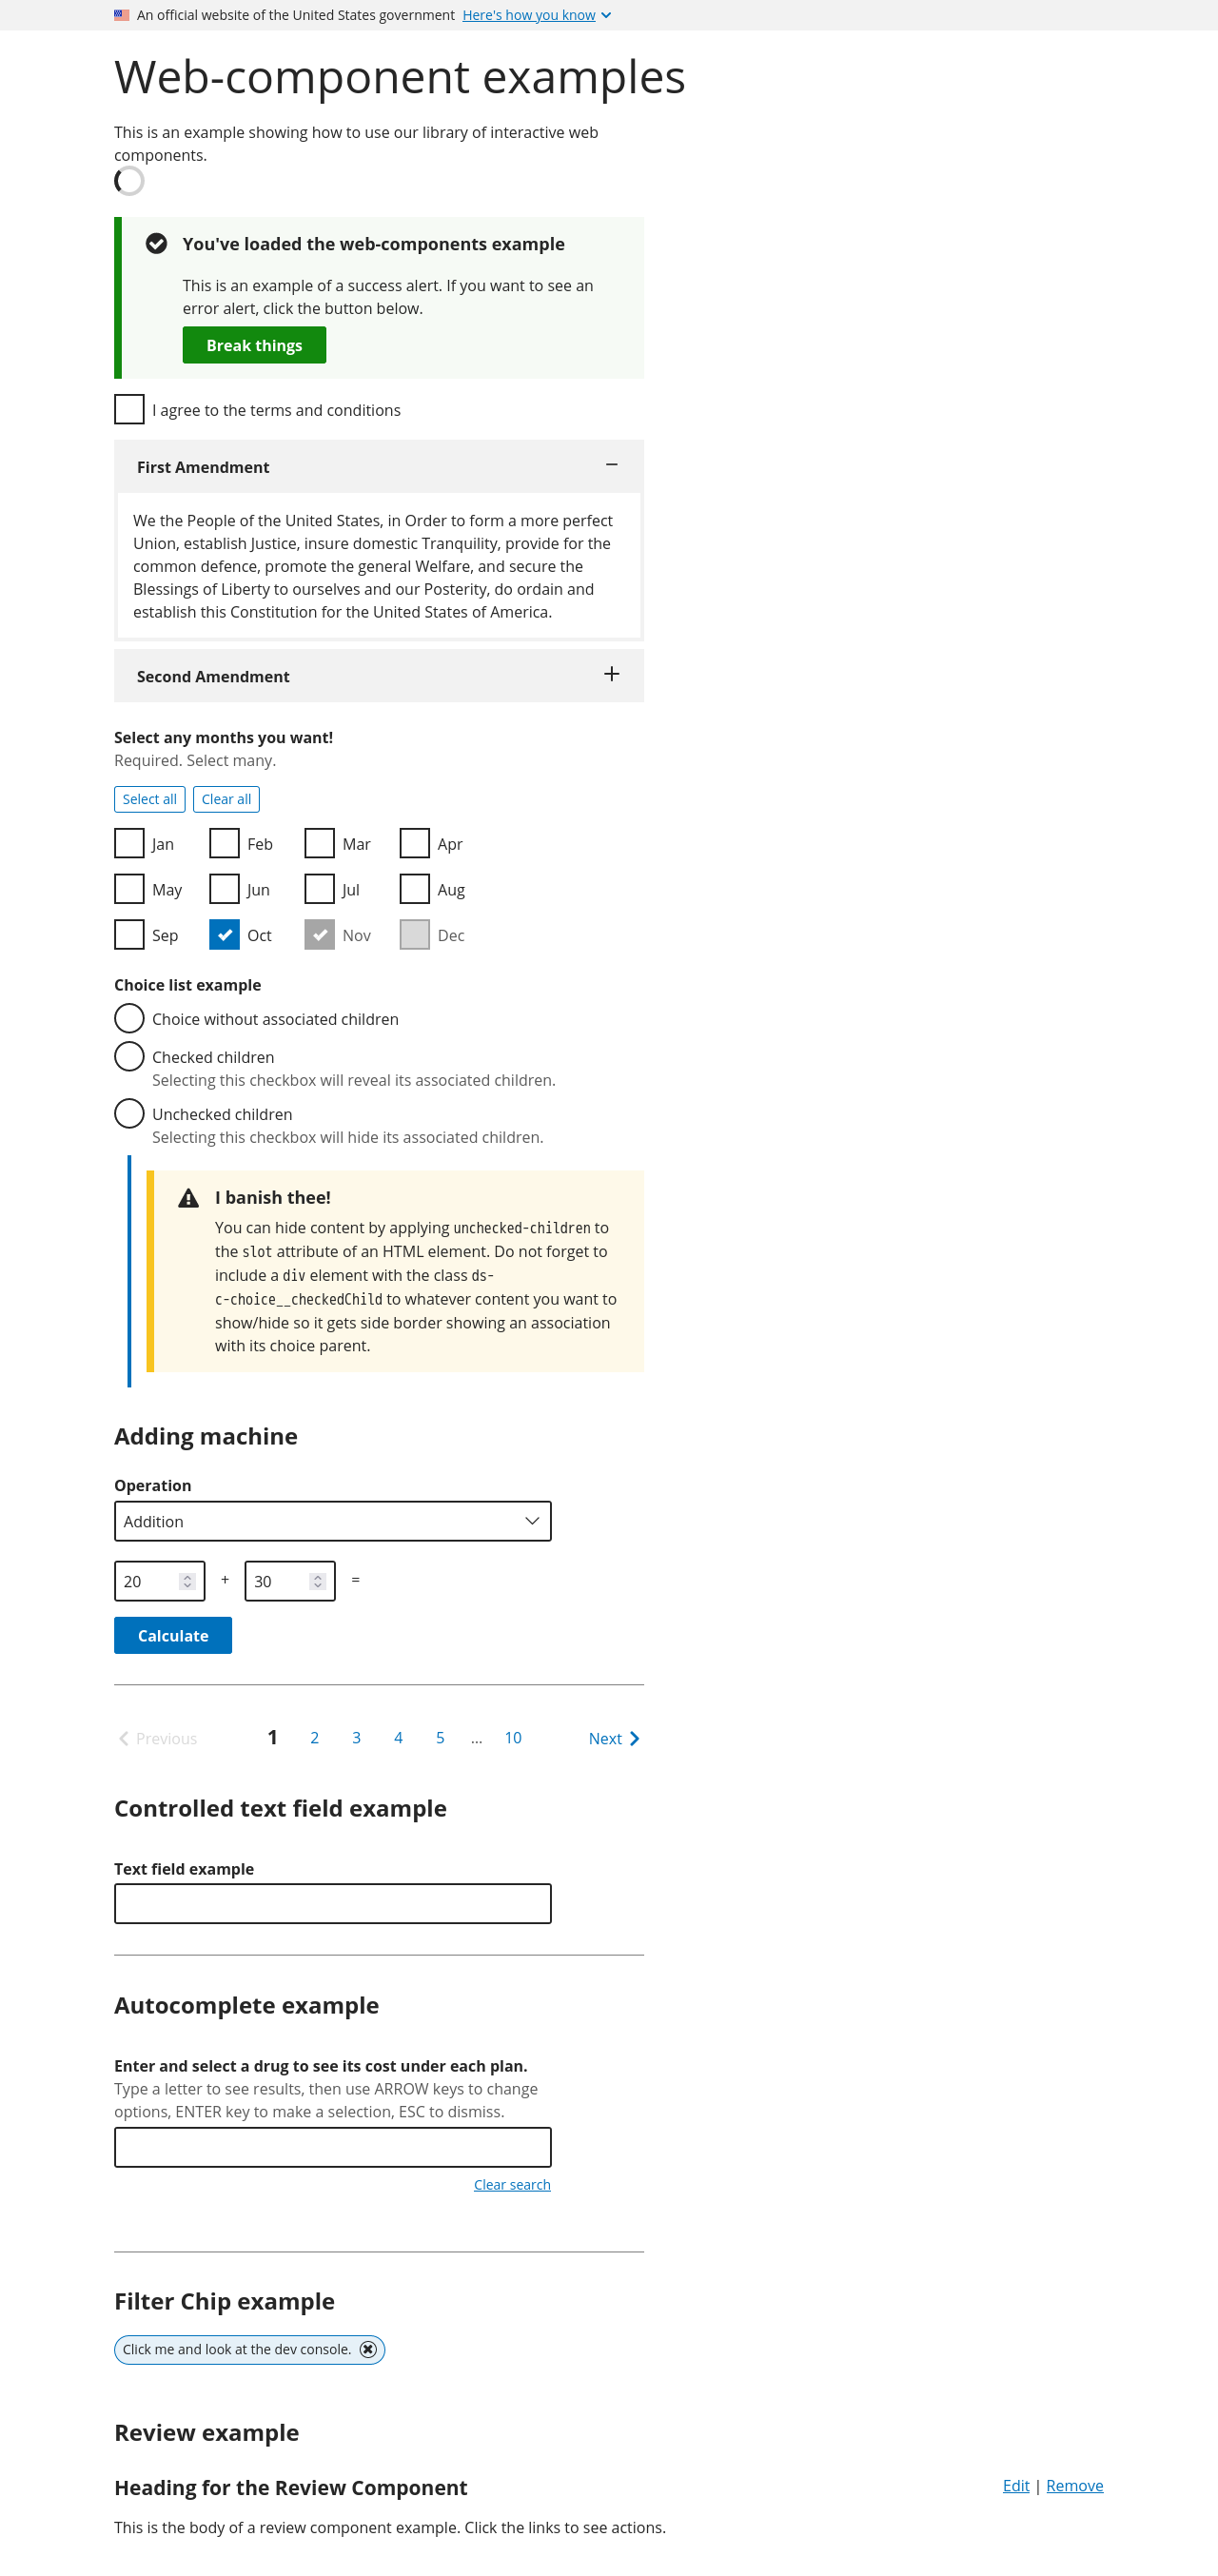 An official website of the United States government Here's how you know
Web-component examples
This is an example showing how to use our library of interactive web
components.
You've loaded the web-components example
This is an example of a success alert. If you want to see an
error alert, click the button below.
Break things
I agree to the terms and conditions
First Amendment
We the People of the United States, in Order to form a more perfect
Union, establish Justice, insure domestic Tranquility, provide for the
common defence, promote the general Welfare, and secure the
Blessings of Liberty to ourselves and our Posterity, do ordain and
establish this Constitution for the United States of America.
Second Amendment
Select any months you want!
Required. Select many.
Select all Clear all
Jan Feb Mar Apr
May Jun Jul Aug
Sep Oct Nov Dec
Choice list example
Choice without associated children
Checked children
Selecting this checkbox will reveal its associated children.
Unchecked children
Selecting this checkbox will hide its associated children.
I banish thee!
You can hide content by applying unchecked-children to
the slot attribute of an HTML element. Do not forget to
include a div element with the class ds-
c-choice__checkedChild to whatever content you want to
show/hide so it gets side border showing an association
with its choice parent.
Adding machine
Operation
Addition
20 + 30 =
Calculate
Previous 1 2 3 4 5 ... 10 Next
Controlled text field example
Text field example
Autocomplete example
Enter and select a drug to see its cost under each plan.
Type a letter to see results, then use ARROW keys to change
options, ENTER key to make a selection, ESC to dismiss.
Clear search
Filter Chip example
Click me and look at the dev console.
Review example
Heading for the Review Component Edit | Remove
This is the body of a review component example. Click the links to see actions.